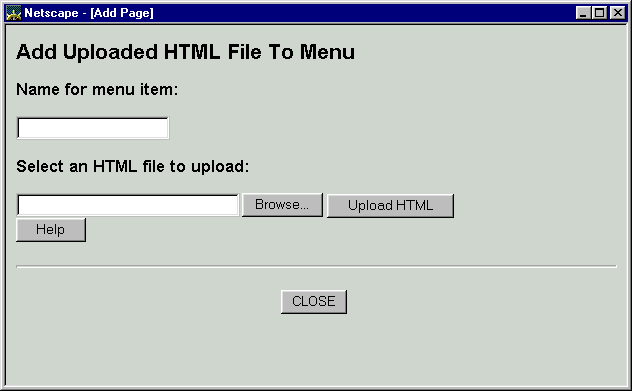 Netscape - [Add Page]
Add Uploaded HTML File To Menu
Name for menu item:
Select an HTML file to upload:
Browse... Upload HTML
Help
CLOSE